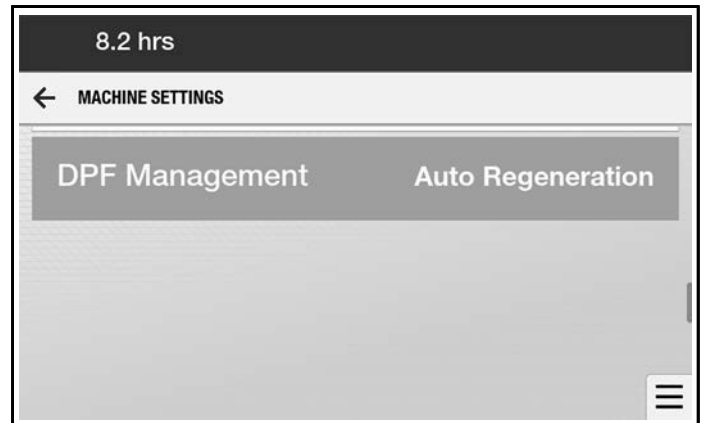 8.2 hrs
MACHINE SETTINGS
DPF Management Auto Regeneration